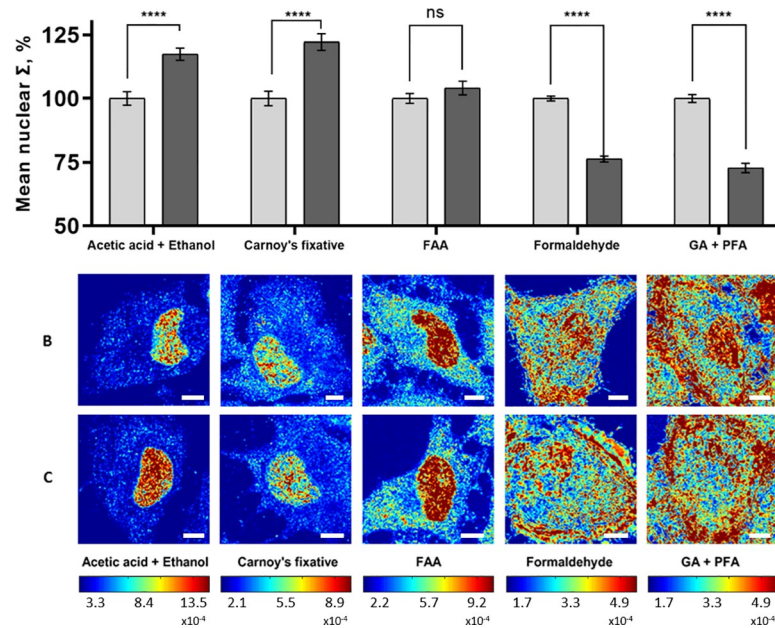 **** **** ns **** ****
Mean nuclear Σ, %
125
100
75
50
Acetic acid + Ethanol Carnoy's fixative FAA Formaldehyde GA + PFA
B
C
Acetic acid + Ethanol Carnoy's fixative FAA Formaldehyde GA + PFA
3.3 8.4 13.5 2.1 5.5 8.9 2.2 5.7 9.2 1.7 3.3 4.9 1.7 3.3 4.9
x10⁻⁴ x10⁻⁴ x10⁻⁴ x10⁻⁴ x10⁻⁴